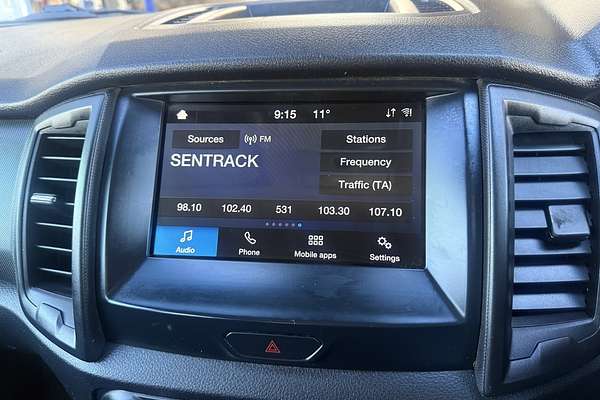 9:15 11°
Sources FM Stations
SENTRACK Frequency
Traffic (TA)
98.10 102.40 531 103.30 107.10
Audio Phone Mobile apps Settings